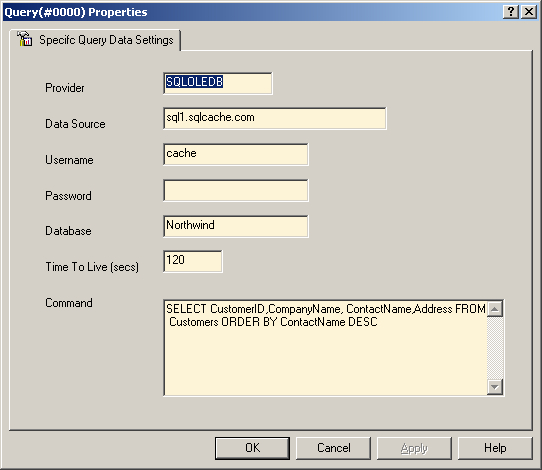 Query(#0000) Properties
Specifc Query Data Settings
Provider
SQLOLEDB
Data Source
sql1.sqlcache.com
Username
cache
Password
Database
Northwind
Time To Live (secs)
120
Command
SELECT CustomerID,CompanyName, ContactName,Address FROM
Customers ORDER BY ContactName DESC
OK
Cancel
Apply
Help